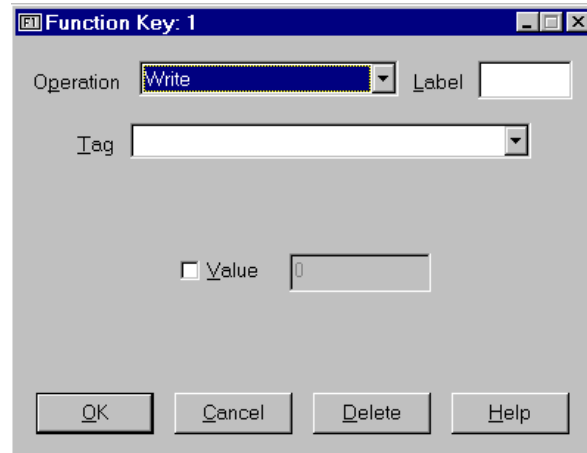 F1 Function Key: 1
Operation Write Label
Tag
Value 0
OK Cancel Delete Help